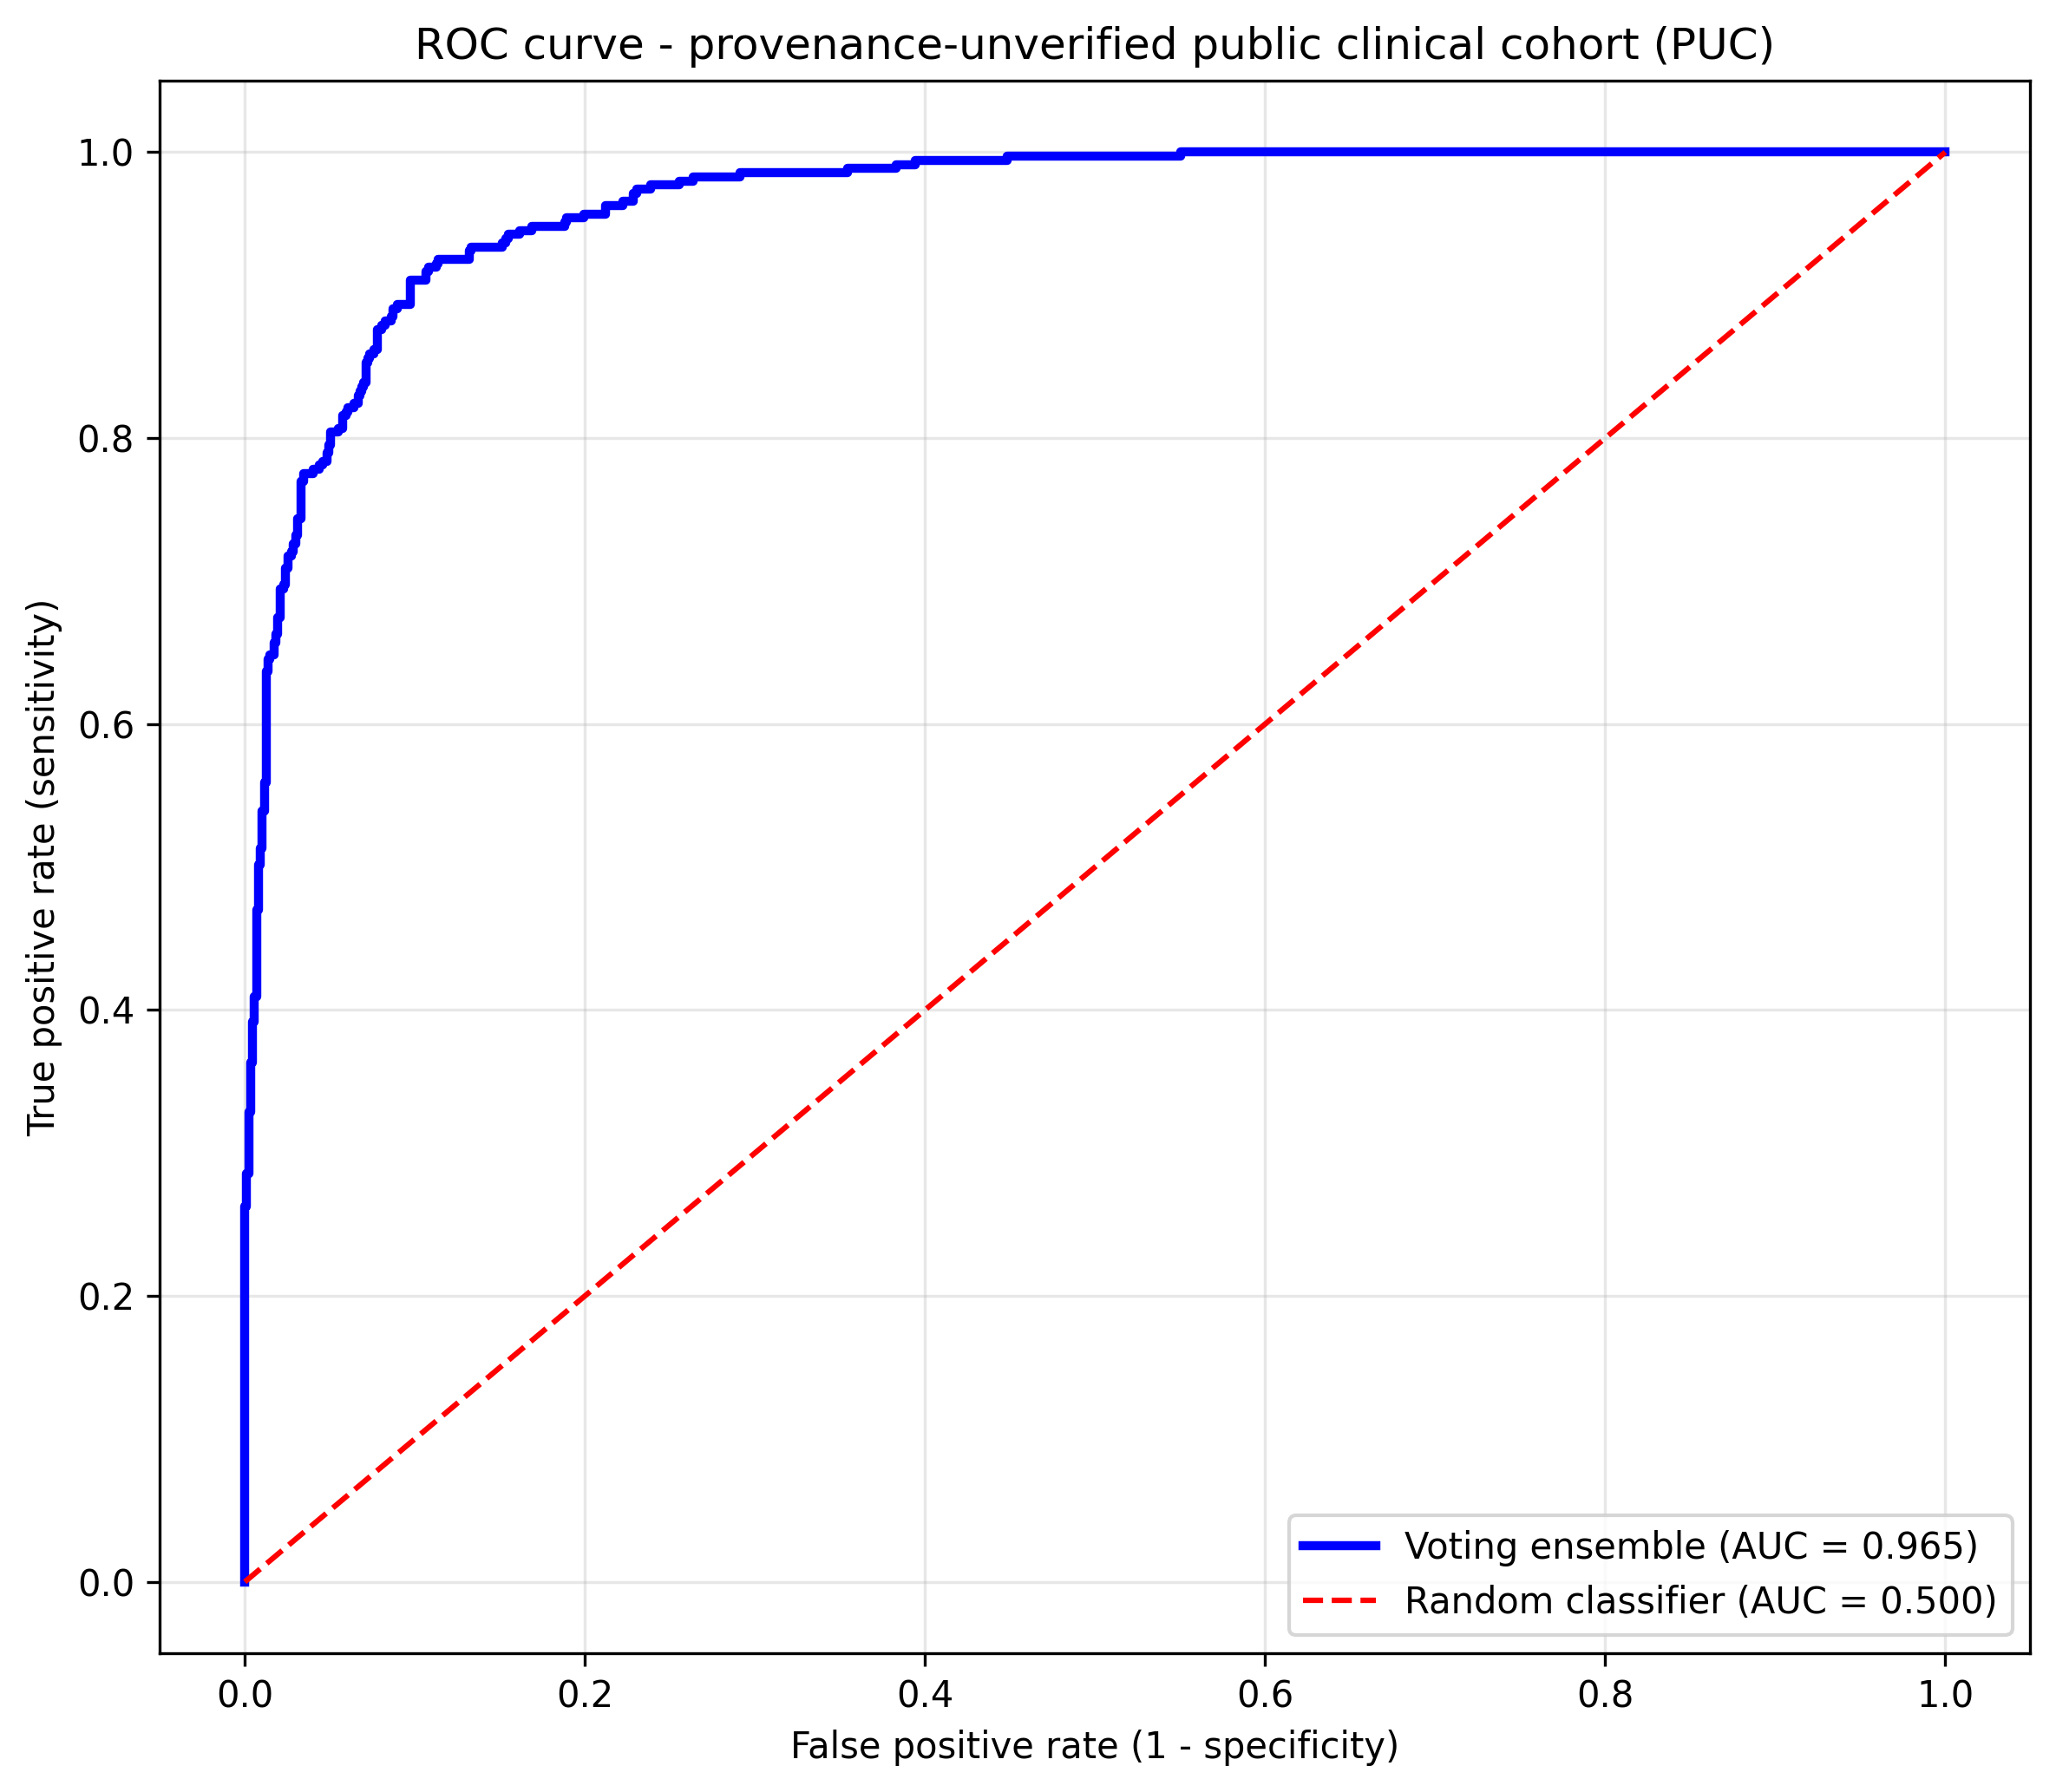 ROC curve - provenance-unverified public clinical cohort (PUC)
True positive rate (sensitivity)
1.0
0.8
0.6
0.4
0.2
0.0
Voting ensemble (AUC = 0.965)
Random classifier (AUC = 0.500)
0.0 0.2 0.4 0.6 0.8 1.0
False positive rate (1 - specificity)